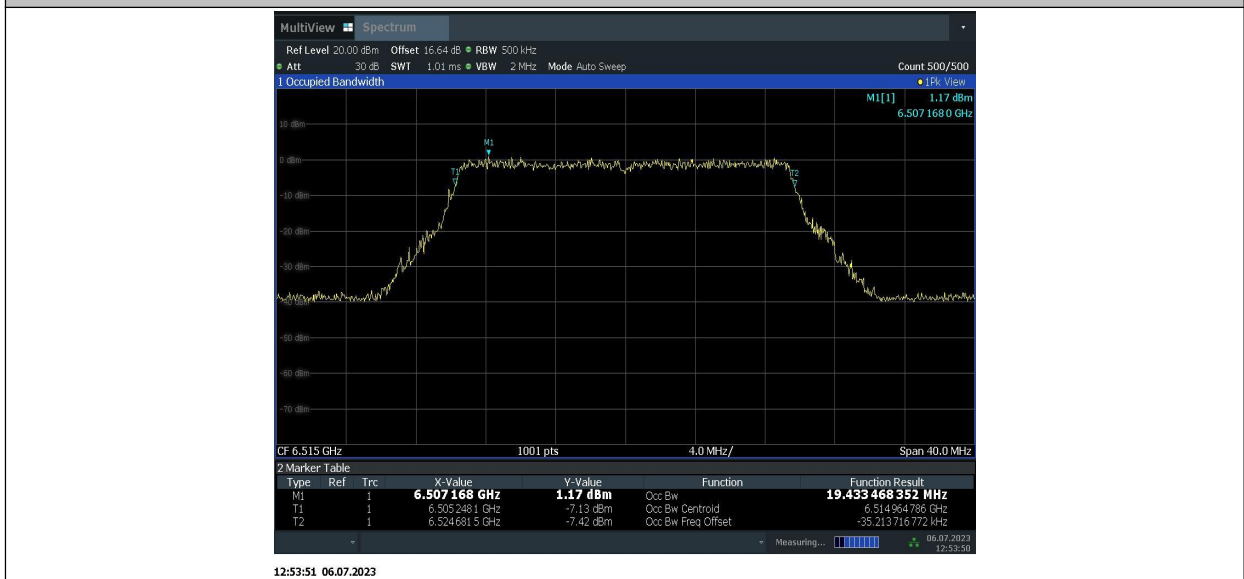 MultiView Spectrum
Ref Level 20.00 dBm Offset 16.64 dB RBW 500 kHz
Att 30 dB SWT 1.01 ms VBW 2 MHz Mode Auto Sweep Count 500/500
1 Occupied Bandwidth 1Pk View
M1[1] 1.17 dBm
6.507 168 0 GHz
10 dBm
M1
0 dBm
T1 T2
-10 dBm
-20 dBm
-30 dBm
-40 dBm
-50 dBm
-60 dBm
-70 dBm
CF 6.515 GHz 1001 pts 4.0 MHz/ Span 40.0 MHz
2 Marker Table
Type Ref Trc X-Value Y-Value Function Function Result
M1 1 6.507 168 GHz 1.17 dBm Occ Bw 19.433 468 352 MHz
T1 1 6.505 248 1 GHz -7.13 dBm Occ Bw Centroid 6.514 964 786 GHz
T2 1 6.524 681 5 GHz -7.42 dBm Occ Bw Freq Offset -35.213 716 772 kHz
Measuring... 06.07.2023
12:53:50
12:53:51 06.07.2023